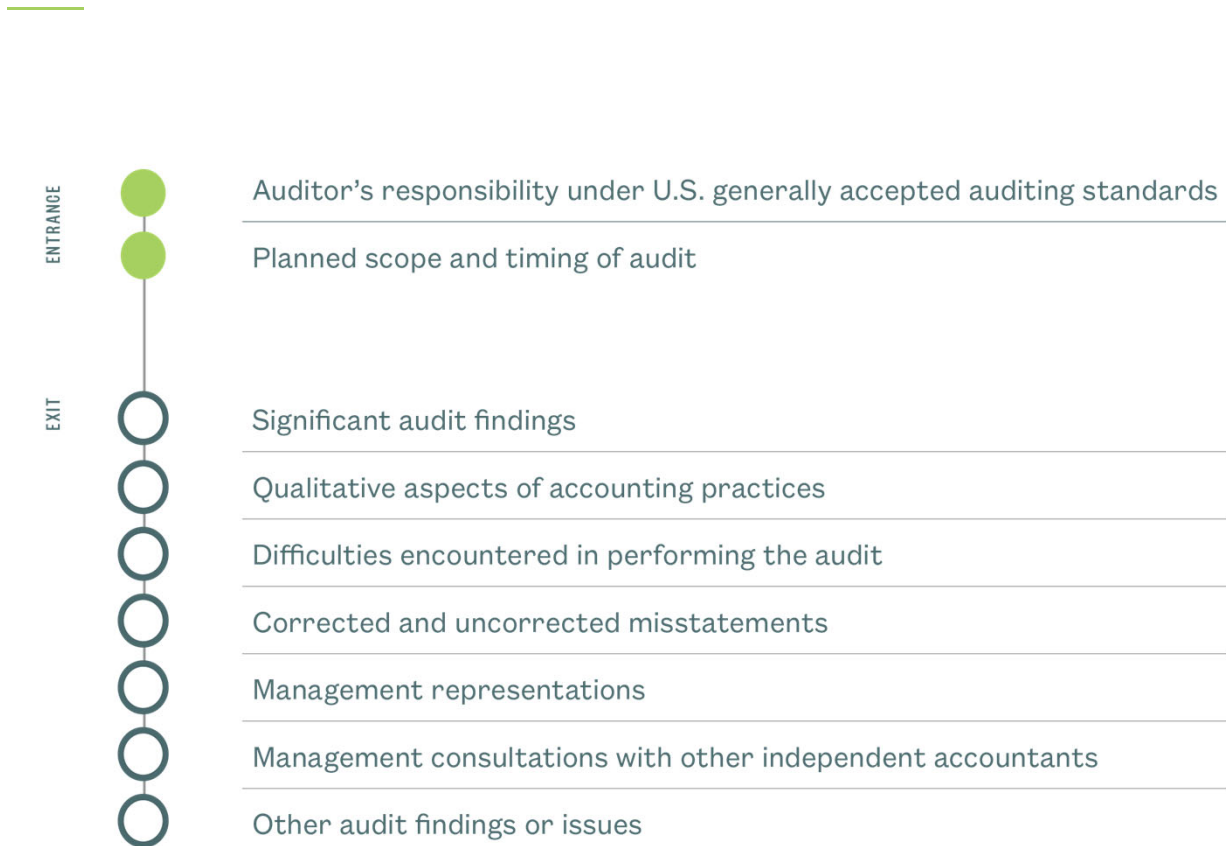 ENTRANCE
Auditor’s responsibility under U.S. generally accepted auditing standards
Planned scope and timing of audit
EXIT
Significant audit findings
Qualitative aspects of accounting practices
Difficulties encountered in performing the audit
Corrected and uncorrected misstatements
Management representations
Management consultations with other independent accountants
Other audit findings or issues